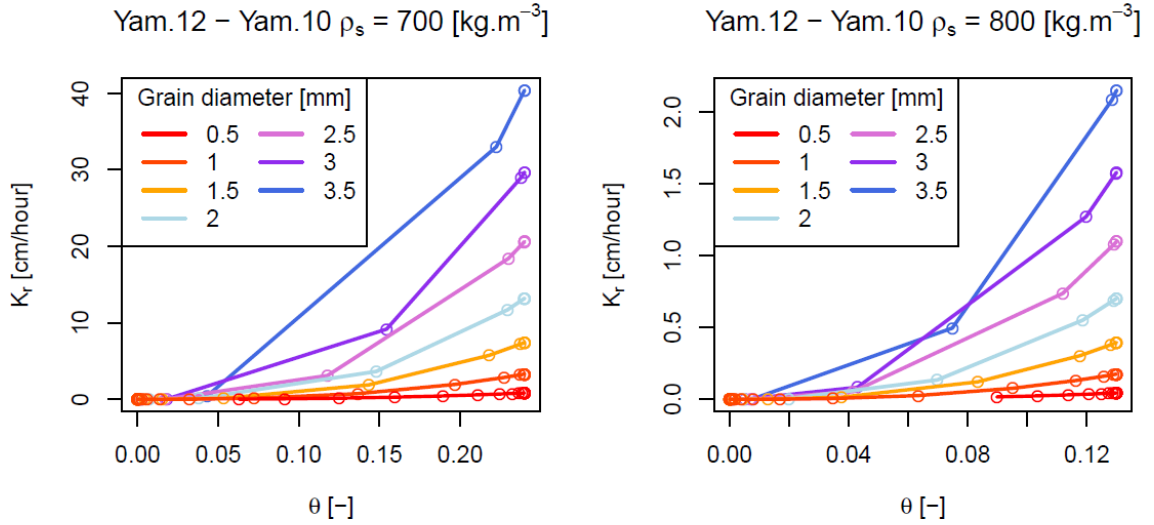 Yam.12 − Yam.10 ρs = 700 [kg.m−3]
Grain diameter [mm]
0.5
1
1.5
2
2.5
3
3.5
Kr [cm/hour]
40
30
20
10
0
0.00 0.05 0.10 0.15 0.20
θ [−]
Yam.12 − Yam.10 ρs = 800 [kg.m−3]
Grain diameter [mm]
0.5
1
1.5
2
2.5
3
3.5
Kr [cm/hour]
2.0
1.5
1.0
0.5
0.0
0.00 0.04 0.08 0.12
θ [−]